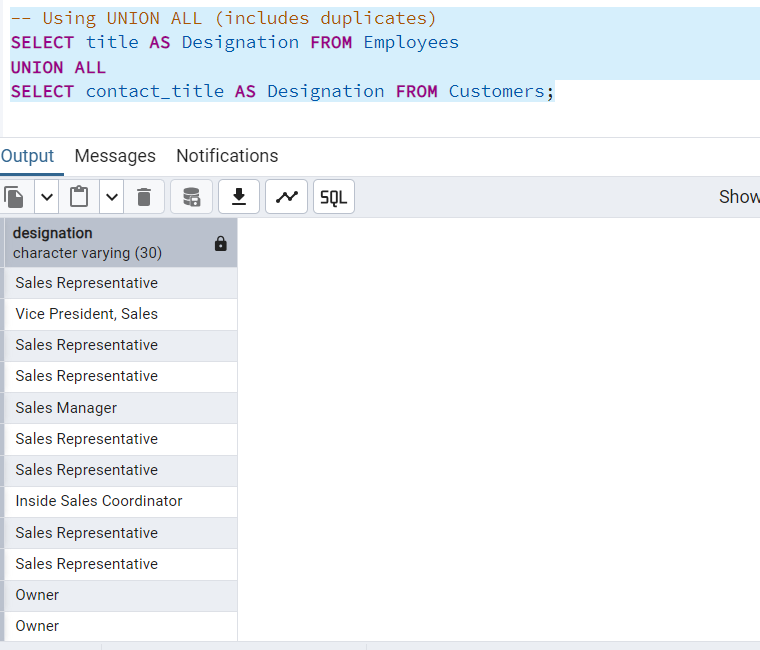 -- Using UNION ALL (includes duplicates)
SELECT title AS Designation FROM Employees
UNION ALL
SELECT contact_title AS Designation FROM Customers;
Output Messages Notifications
SQL Show
designation
character varying (30)
Sales Representative
Vice President, Sales
Sales Representative
Sales Representative
Sales Manager
Sales Representative
Sales Representative
Inside Sales Coordinator
Sales Representative
Sales Representative
Owner
Owner